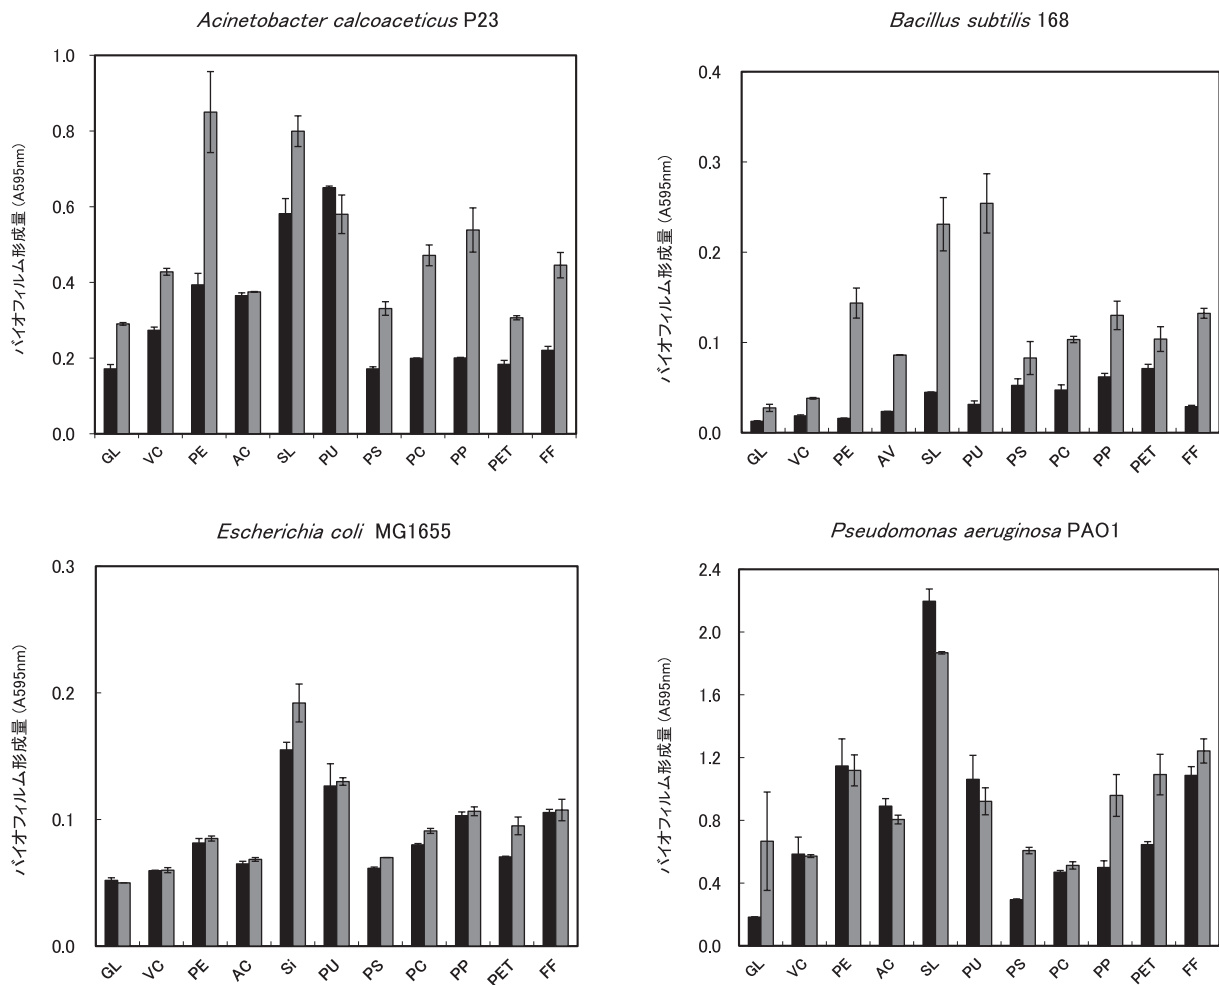 Acinetobacter calcoaceticus P23
バイオフィルム形成量 (A595nm)
1.0
0.8
0.6
0.4
0.2
0.0
GL VC PE AC SL PU PS PC PP PET FF
Bacillus subtilis 168
バイオフィルム形成量 (A595nm)
0.4
0.3
0.2
0.1
0.0
GL VC PE AV SL PU PS PC PP PET FF
Escherichia coli MG1655
バイオフィルム形成量 (A595nm)
0.3
0.2
0.1
0.0
GL VC PE AC Si PU PS PC PP PET FF
Pseudomonas aeruginosa PAO1
バイオフィルム形成量 (A595nm)
2.4
2.0
1.6
1.2
0.8
0.4
0.0
GL VC PE AC SL PU PS PC PP PET FF